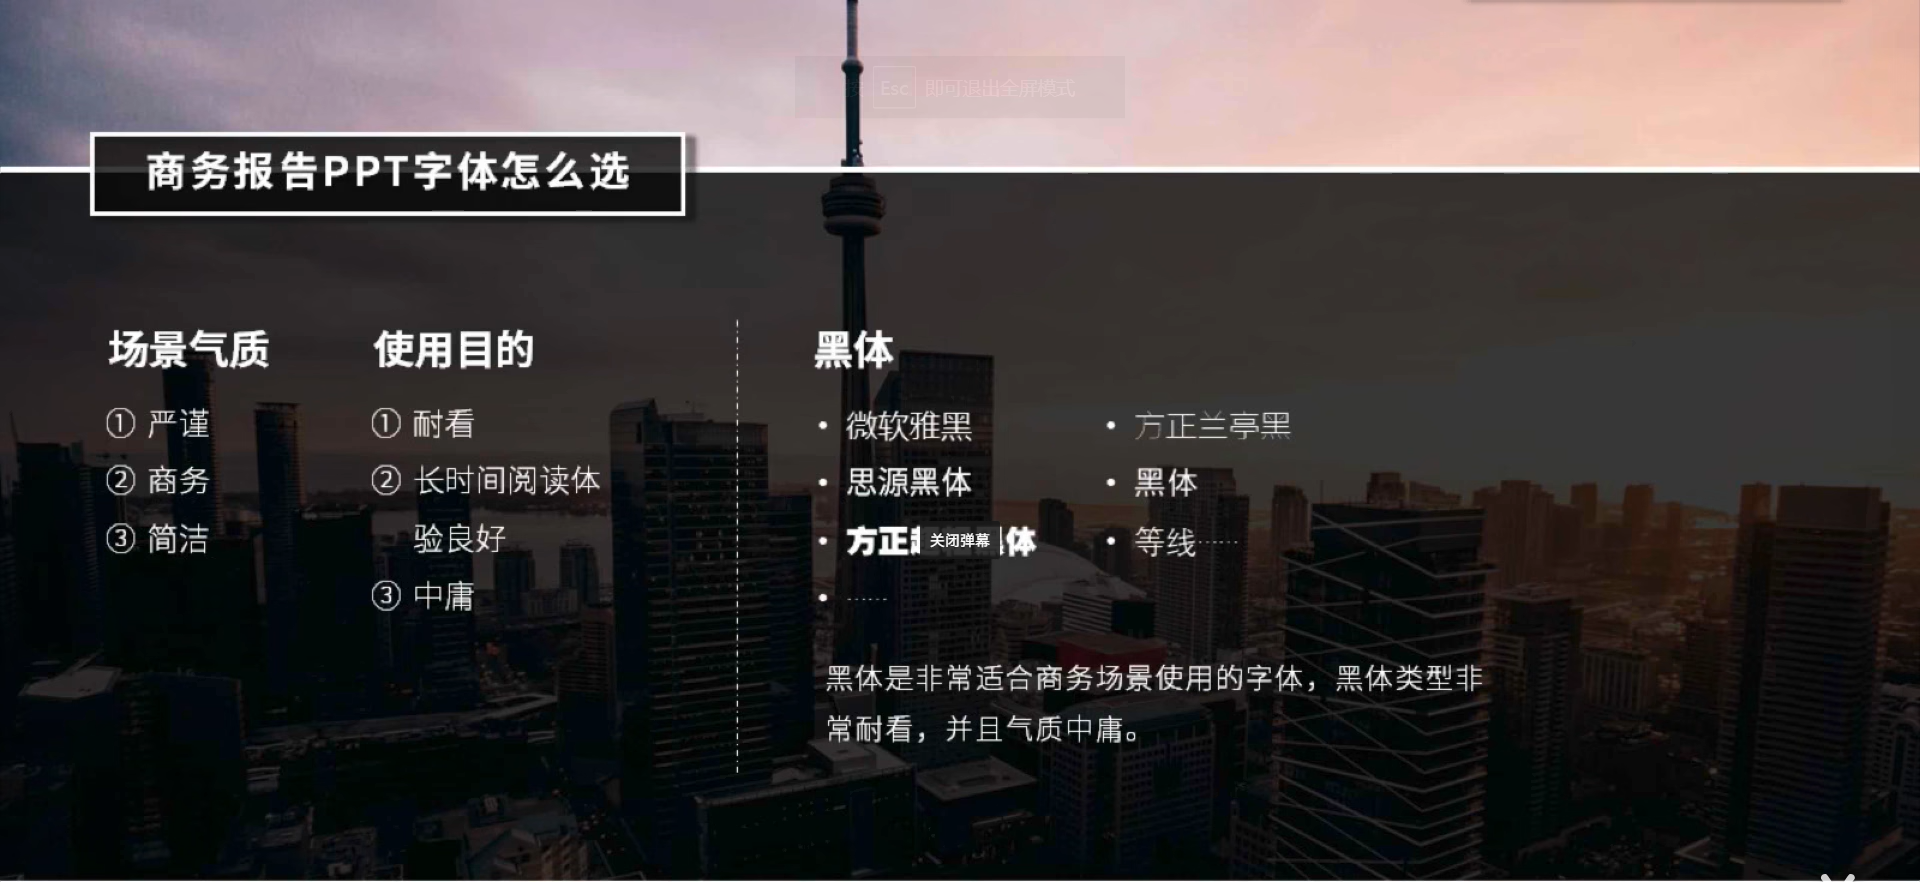 Esc 即可退出全屏模式
商务报告PPT字体怎么选
场景气质
① 严谨
② 商务
③ 简洁
使用目的
① 耐看
② 长时间阅读体
验良好
③ 中庸
黑体
• 微软雅黑
• 思源黑体
• 方正 体
关闭弹幕
• ......
• 方正兰亭黑
• 黑体
• 等线......
黑体是非常适合商务场景使用的字体，黑体类型非
常耐看，并且气质中庸。